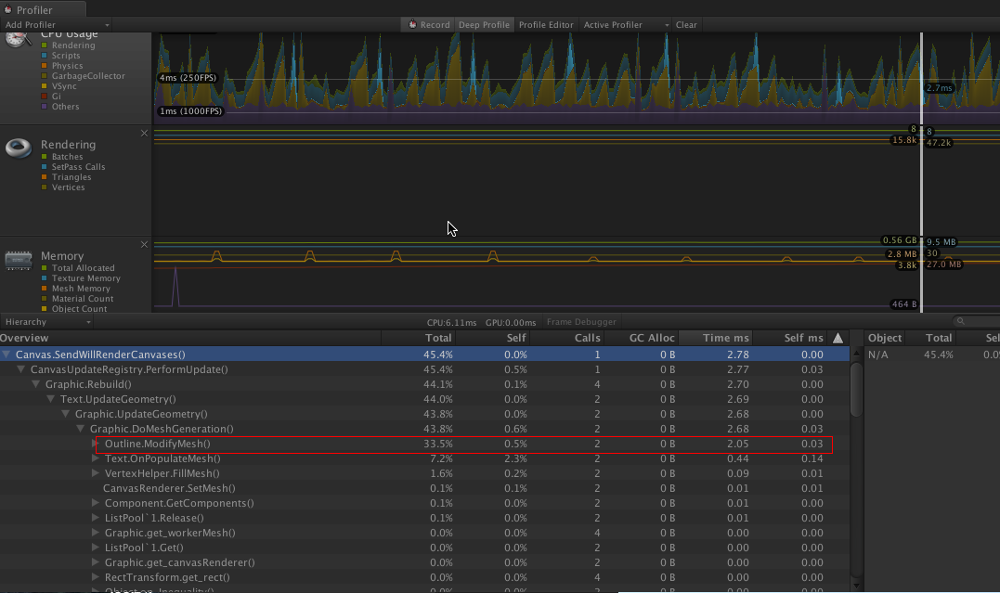 Profiler
Add Profiler
Record Deep Profile Profile Editor Active Profiler Clear
CPU Usage
Rendering
Scripts
Physics
GarbageCollector
VSync
Gi
Others
4ms (250FPS)
1ms (1000FPS)
2.7ms
Rendering
Batches
SetPass Calls
Triangles
Vertices
8 8
15.8k 47.2k
Memory
Total Allocated
Texture Memory
Mesh Memory
Material Count
Object Count
0.56 GB 9.5 MB
2.8 MB 30
3.8k 27.0 MB
464 B
Hierarchy CPU:6.11ms GPU:0.00ms Frame Debugger
Overview Total Self Calls GC Alloc Time ms Self ms Object Total Sel
Canvas.SendWillRenderCanvases() 45.4% 0.0% 1 0 B 2.78 0.00 N/A 45.4% 0.0
CanvasUpdateRegistry.PerformUpdate() 45.4% 0.5% 1 0 B 2.77 0.03
Graphic.Rebuild() 44.1% 0.1% 4 0 B 2.70 0.00
Text.UpdateGeometry() 44.0% 0.0% 2 0 B 2.69 0.00
Graphic.UpdateGeometry() 43.8% 0.0% 2 0 B 2.68 0.00
Graphic.DoMeshGeneration() 43.8% 0.6% 2 0 B 2.68 0.03
Outline.ModifyMesh() 33.5% 0.5% 2 0 B 2.05 0.03
Text.OnPopulateMesh() 7.2% 2.3% 2 0 B 0.44 0.14
VertexHelper.FillMesh() 1.6% 0.2% 2 0 B 0.09 0.01
CanvasRenderer.SetMesh() 0.1% 0.1% 2 0 B 0.01 0.01
Component.GetComponents() 0.1% 0.0% 2 0 B 0.01 0.00
ListPool`1.Release() 0.1% 0.0% 2 0 B 0.01 0.00
Graphic.get_workerMesh() 0.0% 0.0% 4 0 B 0.00 0.00
ListPool`1.Get() 0.0% 0.0% 2 0 B 0.00 0.00
Graphic.get_canvasRenderer() 0.0% 0.0% 2 0 B 0.00 0.00
RectTransform.get_rect() 0.0% 0.0% 4 0 B 0.00 0.00
Object.op_Inequality() 0.0% 0.0% 2 0 B 0.00 0.00